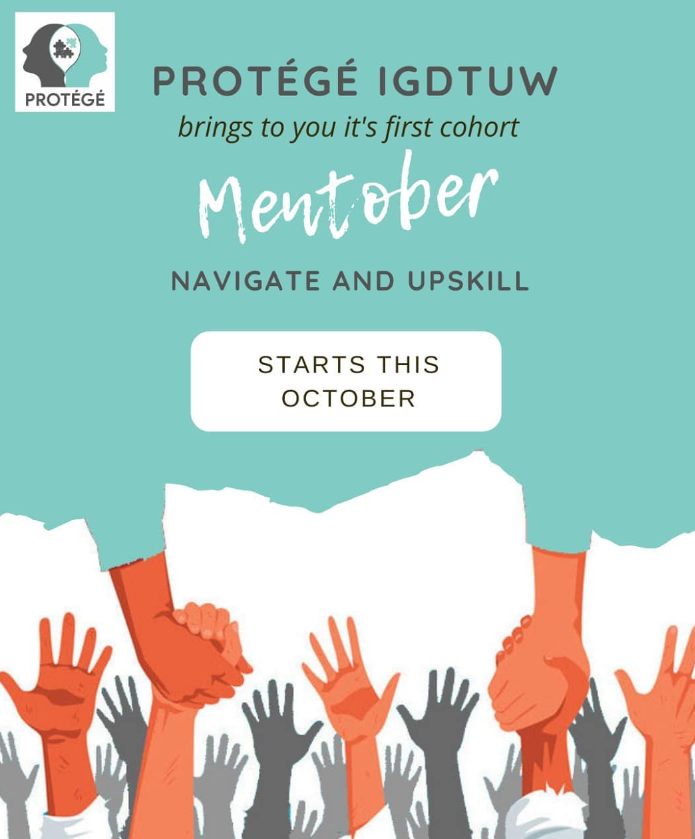 PROTÉGÉ
PROTÉGÉ IGDTUW
brings to you it's first cohort
Mentober
NAVIGATE AND UPSKILL
STARTS THIS
OCTOBER